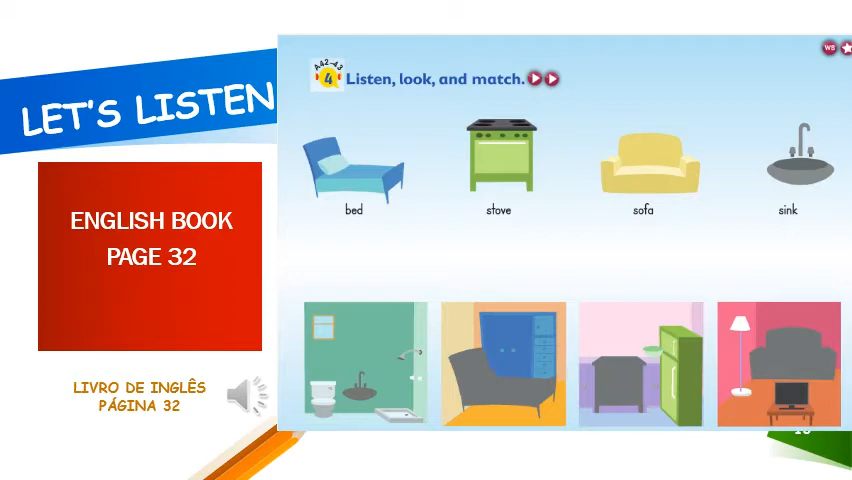 LET'S LISTEN
A42-43
4 Listen, look, and match.
WS
bed
stove
sofa
sink
ENGLISH BOOK
PAGE 32
LIVRO DE INGLÊS
PÁGINA 32